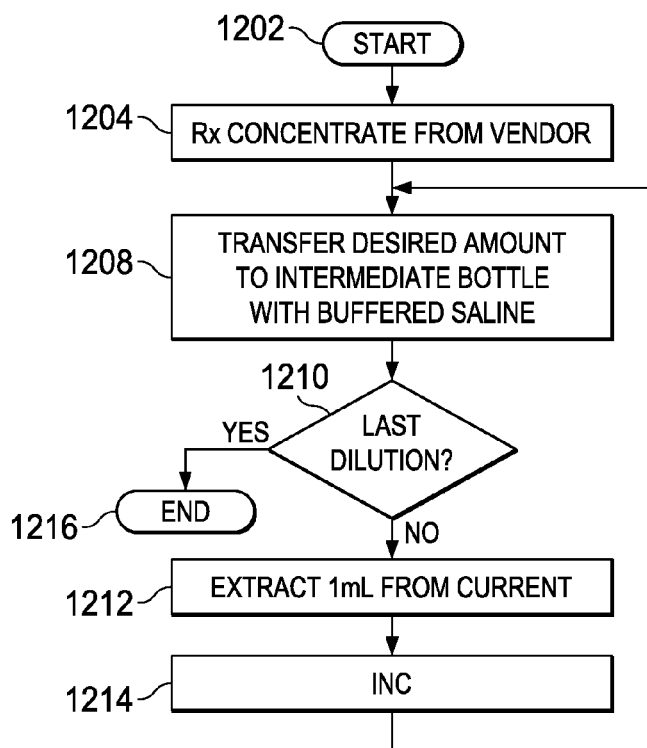 1202
START
1204
Rx CONCENTRATE FROM VENDOR
1208
TRANSFER DESIRED AMOUNT
TO INTERMEDIATE BOTTLE
WITH BUFFERED SALINE
1210
YES
LAST
DILUTION?
1216
END
NO
1212
EXTRACT 1mL FROM CURRENT
1214
INC